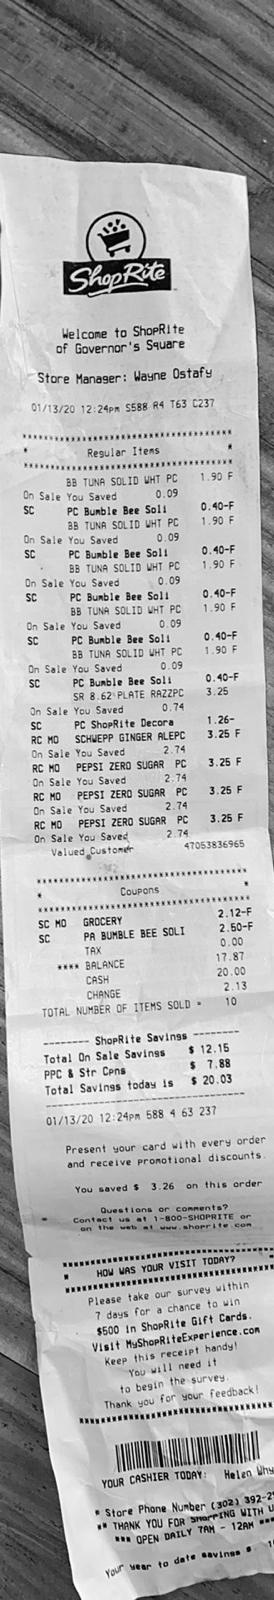 ShopRite
Welcome to ShopRite
of Governor's Square
Store Manager: Wayne Ostafy
01/13/20 12:24pm S588 R4 T63 C237
************************************
* Regular Items *
************************************
BB TUNA SOLID WHT PC 1.90 F
On Sale You Saved 0.09
SC PC Bumble Bee Soli 0.40-F
BB TUNA SOLID WHT PC 1.90 F
On Sale You Saved 0.09
SC PC Bumble Bee Soli 0.40-F
BB TUNA SOLID WHT PC 1.90 F
On Sale You Saved 0.09
SC PC Bumble Bee Soli 0.40-F
BB TUNA SOLID WHT PC 1.90 F
On Sale You Saved 0.09
SC PC Bumble Bee Soli 0.40-F
BB TUNA SOLID WHT PC 1.90 F
On Sale You Saved 0.09
SC PC Bumble Bee Soli 0.40-F
SR 8.62" PLATE RAZZPC 3.25
On Sale You Saved 0.74
SC PC ShopRite Decora 1.26-
RC MO SCHWEPP GINGER ALEPC 3.25 F
On Sale You Saved 2.74
RC MO PEPSI ZERO SUGAR PC 3.25 F
On Sale You Saved 2.74
RC MO PEPSI ZERO SUGAR PC 3.25 F
On Sale You Saved 2.74
RC MO PEPSI ZERO SUGAR PC 3.25 F
On Sale You Saved 2.74
Valued Customer 47053836965
************************************
* Coupons *
************************************
SC MO GROCERY 2.12-F
SC PA BUMBLE BEE SOLI 2.50-F
TAX 0.00
**** BALANCE 17.87
CASH 20.00
CHANGE 2.13
TOTAL NUMBER OF ITEMS SOLD = 10
-------- ShopRite Savings --------
Total On Sale Savings $ 12.15
PPC & Str Cpns $ 7.88
Total Savings today is $ 20.03
----------------------------------
01/13/20 12:24pm 588 4 63 237
Present your card with every order
and receive promotional discounts.
You saved $ 3.26 on this order
Questions or comments?
Contact us at 1-800-SHOPRITE or
on the web at www.shoprite.com
************************************
* HOW WAS YOUR VISIT TODAY? *
************************************
Please take our survey within
7 days for a chance to win
$500 in ShopRite Gift Cards.
Visit MyShopRiteExperience.com
Keep this receipt handy!
You will need it
to begin the survey.
Thank you for your feedback!
************************************
YOUR CASHIER TODAY: Helen
* Store Phone Number (302) 392-
** THANK YOU FOR SHOPPING WITH
*** OPEN DAILY 7AM - 12AM ***
Your year to date savings $